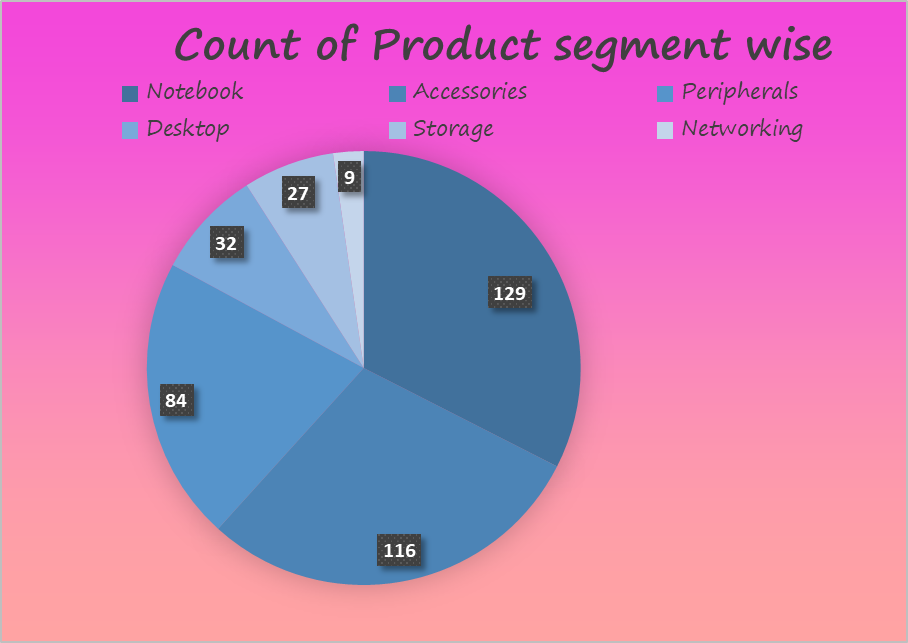 Count of Product segment wise
Notebook Accessories Peripherals
Desktop Storage Networking
9
27
32
129
84
116